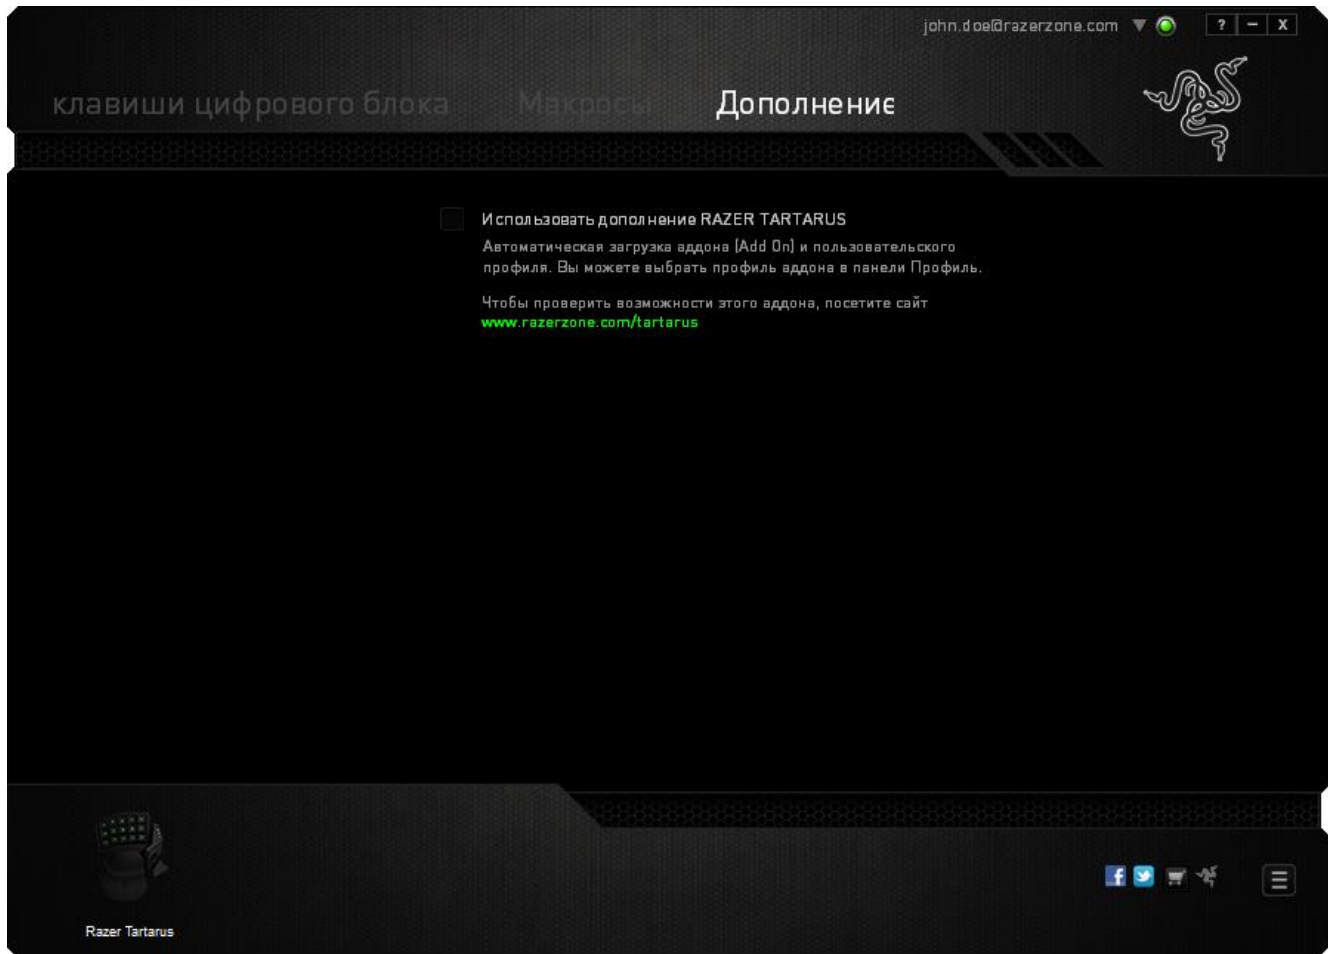 john.doe@razerzone.com
? – X
клавиши цифрового блока Макросы Дополнение
Использовать дополнение RAZER TARTARUS
Автоматическая загрузка аддона (Add On) и пользовательского
профиля. Вы можете выбрать профиль аддона в панели Профиль.
Чтобы проверить возможности этого аддона, посетите сайт
www.razerzone.com/tartarus
Razer Tartarus